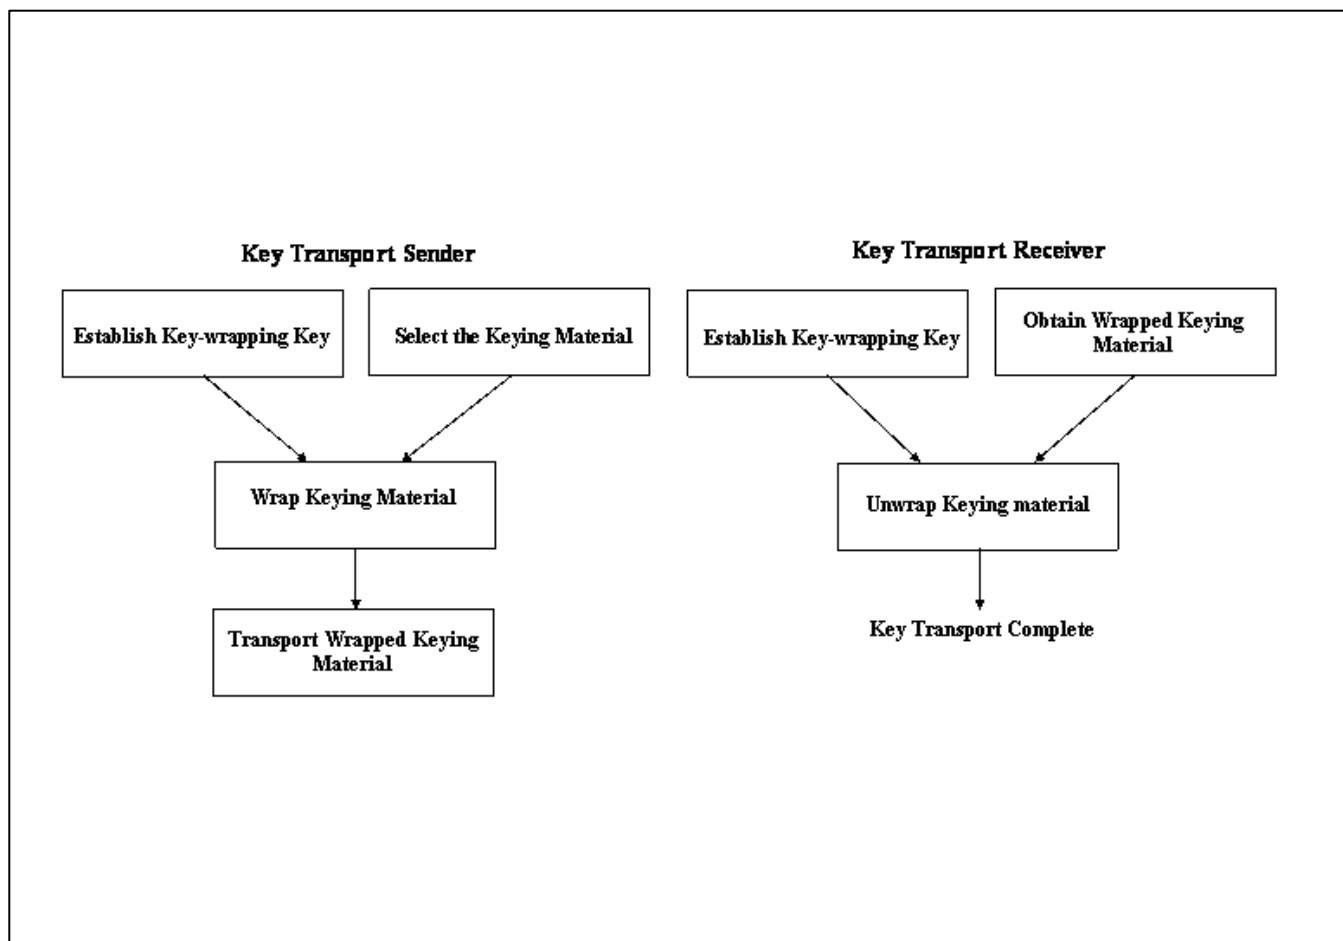 Key Transport Sender
Establish Key-wrapping Key
Select the Keying Material
Wrap Keying Material
Transport Wrapped Keying
Material
Key Transport Receiver
Establish Key-wrapping Key
Obtain Wrapped Keying
Material
Unwrap Keying material
Key Transport Complete